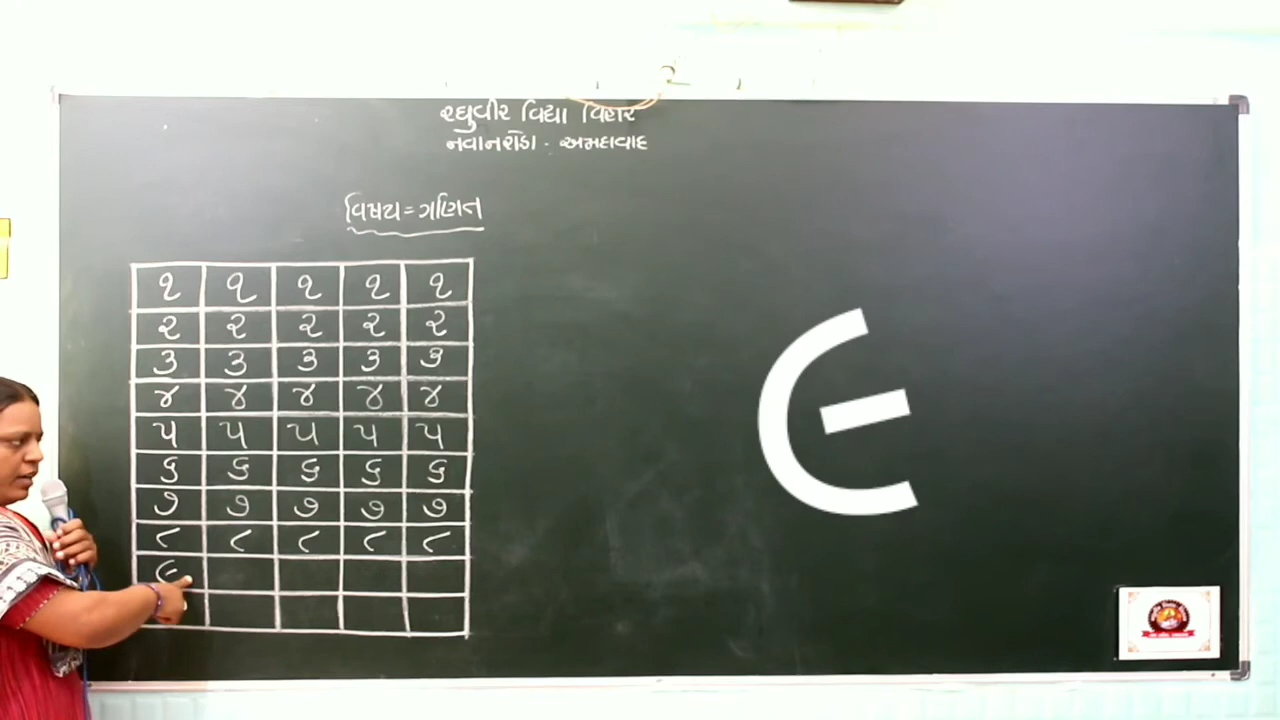 રઘુવીર વિદ્યા વિહાર
નવાનરોડા - અમદાવાદ
વિષય = ગણિત
૧ ૧ ૧ ૧ ૧
૨ ૨ ૨ ૨ ૨
૩ ૩ ૩ ૩ ૩
૪ ૪ ૪ ૪ ૪
૫ ૫ ૫ ૫ ૫
૬ ૬ ૬ ૬ ૬
૭ ૭ ૭ ૭ ૭
૮ ૮ ૮ ૮ ૮
૯
૯